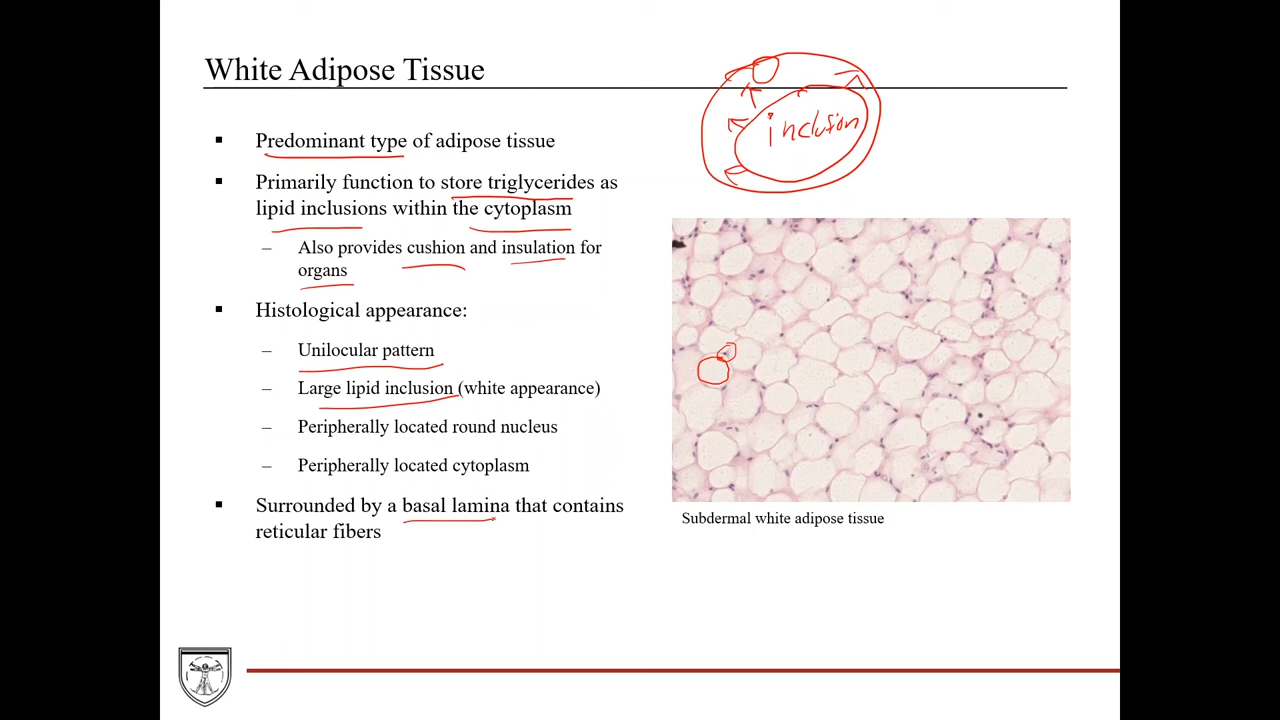 White Adipose Tissue
inclusion
▪ Predominant type of adipose tissue
▪ Primarily function to store triglycerides as
lipid inclusions within the cytoplasm
– Also provides cushion and insulation for
organs
▪ Histological appearance:
– Unilocular pattern
– Large lipid inclusion (white appearance)
– Peripherally located round nucleus
– Peripherally located cytoplasm
▪ Surrounded by a basal lamina that contains
reticular fibers
Subdermal white adipose tissue